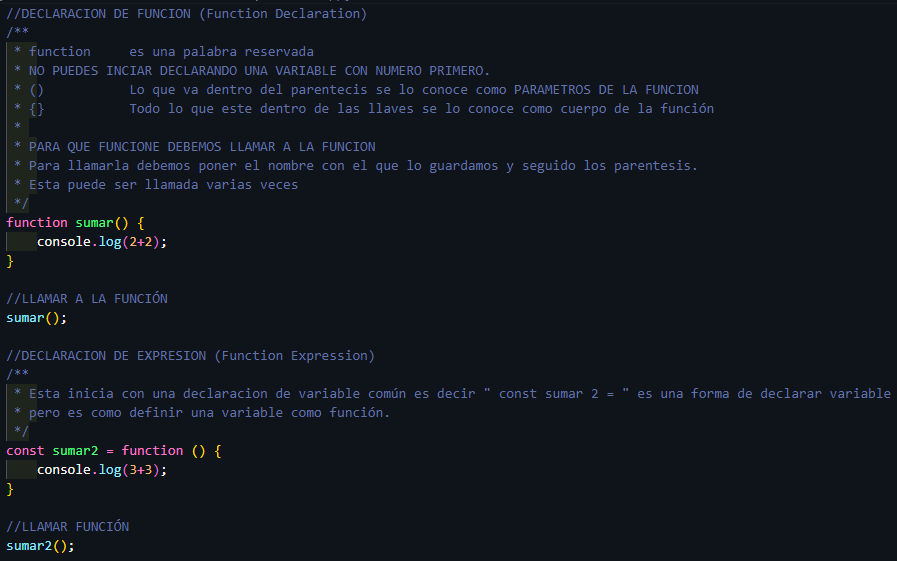 //DECLARACION DE FUNCION (Function Declaration)
/**
 * function     es una palabra reservada
 * NO PUEDES INCIAR DECLARANDO UNA VARIABLE CON NUMERO PRIMERO.
 * ()           Lo que va dentro del parentecis se lo conoce como PARAMETROS DE LA FUNCION
 * {}           Todo lo que este dentro de las llaves se lo conoce como cuerpo de la función
 *
 * PARA QUE FUNCIONE DEBEMOS LLAMAR A LA FUNCION
 * Para llamarla debemos poner el nombre con el que lo guardamos y seguido los parentesis.
 * Esta puede ser llamada varias veces
 */
function sumar() {
    console.log(2+2);
}

//LLAMAR A LA FUNCIÓN
sumar();

//DECLARACION DE EXPRESION (Function Expression)
/**
 * Esta inicia con una declaracion de variable común es decir " const sumar 2 = " es una forma de declarar variable
 * pero es como definir una variable como función.
 */
const sumar2 = function () {
    console.log(3+3);
}

//LLAMAR FUNCIÓN
sumar2();